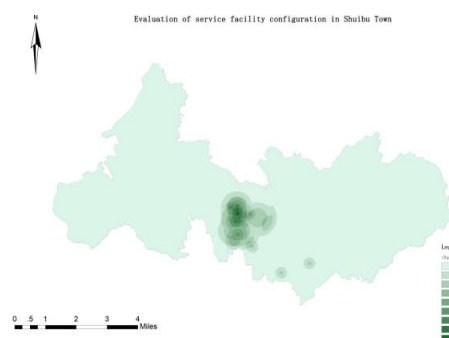 Evaluation of service facility configuration in Shuibu Town
N
0 .5 1 2 3 4
Miles